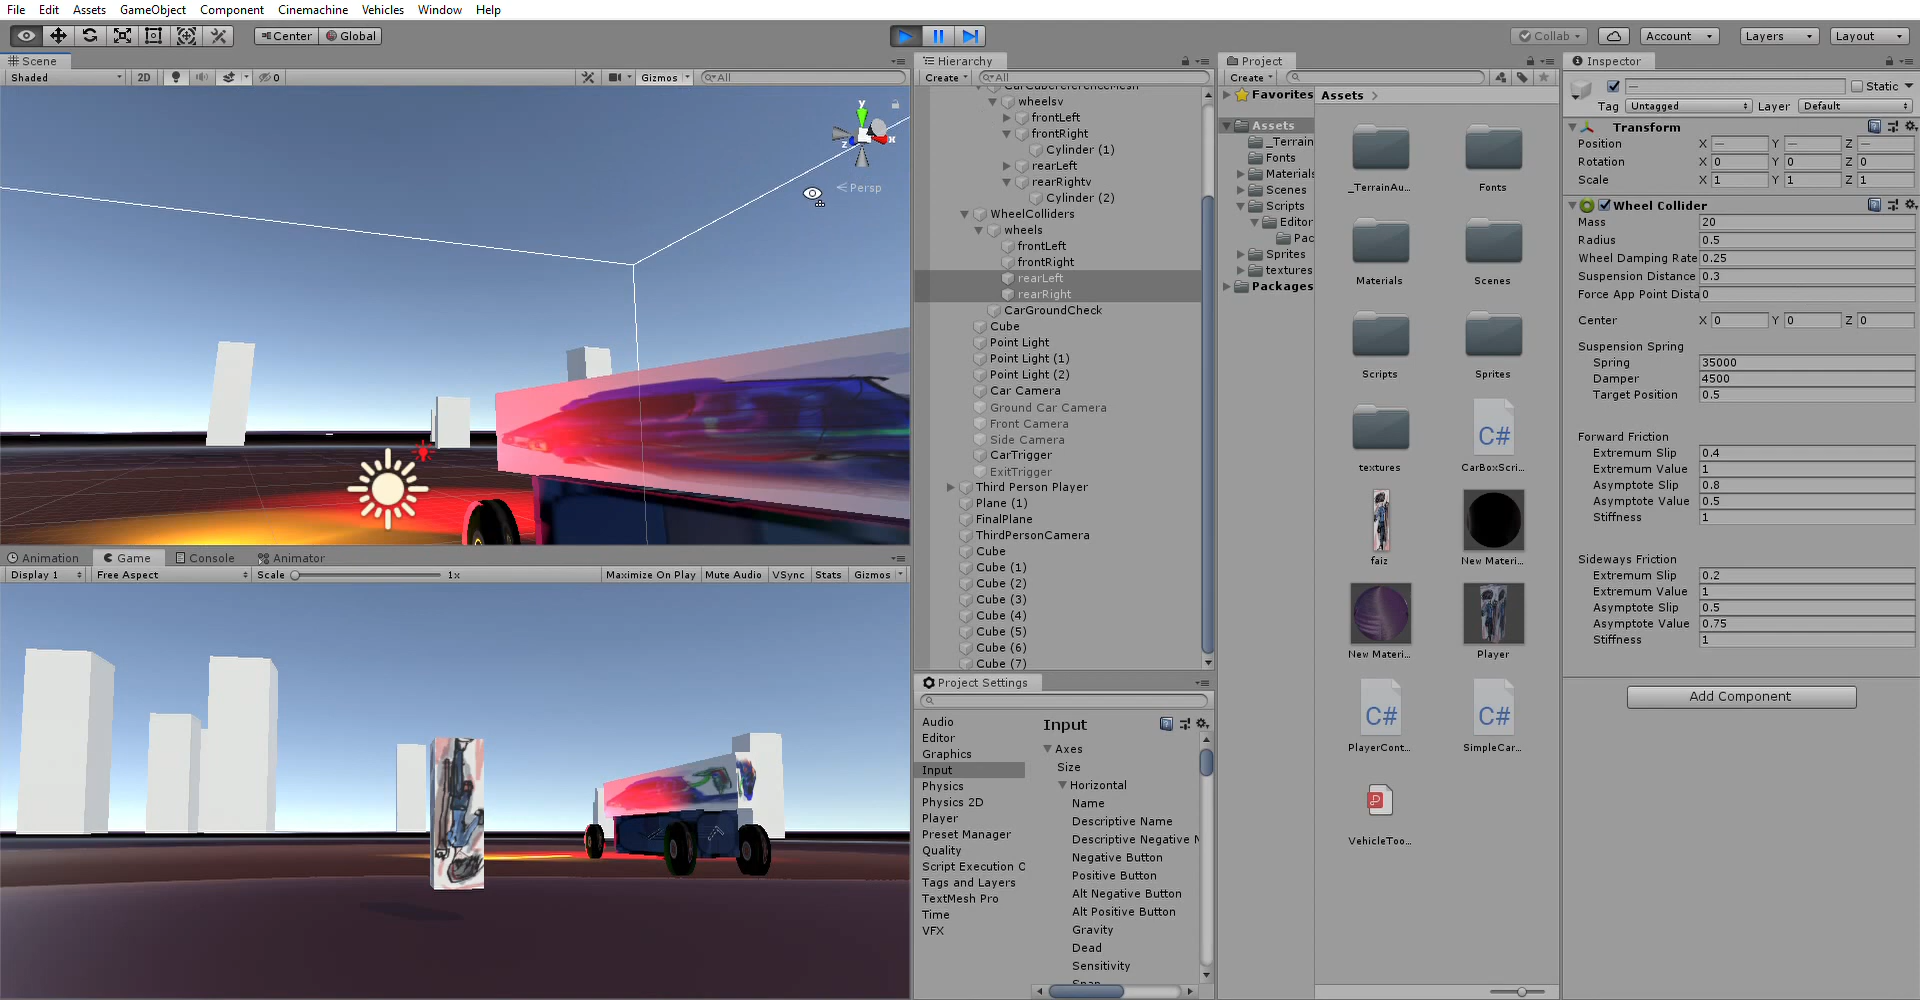 File Edit Assets GameObject Component Cinemachine Vehicles Window Help
Center Global Collab Account Layers Layout
Scene
Shaded 2D 0 Gizmos All
y
x
z
Persp
Animation Game Console Animator
Display 1 Free Aspect Scale 1x Maximize On Play Mute Audio VSync Stats Gizmos
Hierarchy
Create All
CarCubereferenceMesh
wheelsv
frontLeft
frontRight
Cylinder (1)
rearLeft
rearRightv
Cylinder (2)
WheelColliders
wheels
frontLeft
frontRight
rearLeft
rearRight
CarGroundCheck
Cube
Point Light
Point Light (1)
Point Light (2)
Car Camera
Ground Car Camera
Front Camera
Side Camera
CarTrigger
ExitTrigger
Third Person Player
Plane (1)
FinalPlane
ThirdPersonCamera
Cube
Cube (1)
Cube (2)
Cube (3)
Cube (4)
Cube (5)
Cube (6)
Cube (7)
Project Settings
Audio
Editor
Graphics
Input
Physics
Physics 2D
Player
Preset Manager
Quality
Script Execution O
Tags and Layers
TextMesh Pro
Time
VFX
Input
Axes
Size
Horizontal
Name
Descriptive Name
Descriptive Negative N
Negative Button
Positive Button
Alt Negative Button
Alt Positive Button
Gravity
Dead
Sensitivity
Snap
Project
Create
Favorites
Assets
_Terrain
Fonts
Materials
Scenes
Scripts
Editor
Pac
Sprites
textures
Packages
Assets
_TerrainAu... Fonts
Materials Scenes
Scripts Sprites
C#
textures CarBoxScri...
faiz New Materi...
New Materi... Player
C# C#
PlayerCont... SimpleCar...
VehicleToo...
Inspector
— Static
Tag Untagged Layer Default
Transform
Position X — Y — Z —
Rotation X 0 Y 0 Z 0
Scale X 1 Y 1 Z 1
Wheel Collider
Mass 20
Radius 0.5
Wheel Damping Rate 0.25
Suspension Distance 0.3
Force App Point Dista 0
Center X 0 Y 0 Z 0
Suspension Spring
Spring 35000
Damper 4500
Target Position 0.5
Forward Friction
Extremum Slip 0.4
Extremum Value 1
Asymptote Slip 0.8
Asymptote Value 0.5
Stiffness 1
Sideways Friction
Extremum Slip 0.2
Extremum Value 1
Asymptote Slip 0.5
Asymptote Value 0.75
Stiffness 1
Add Component